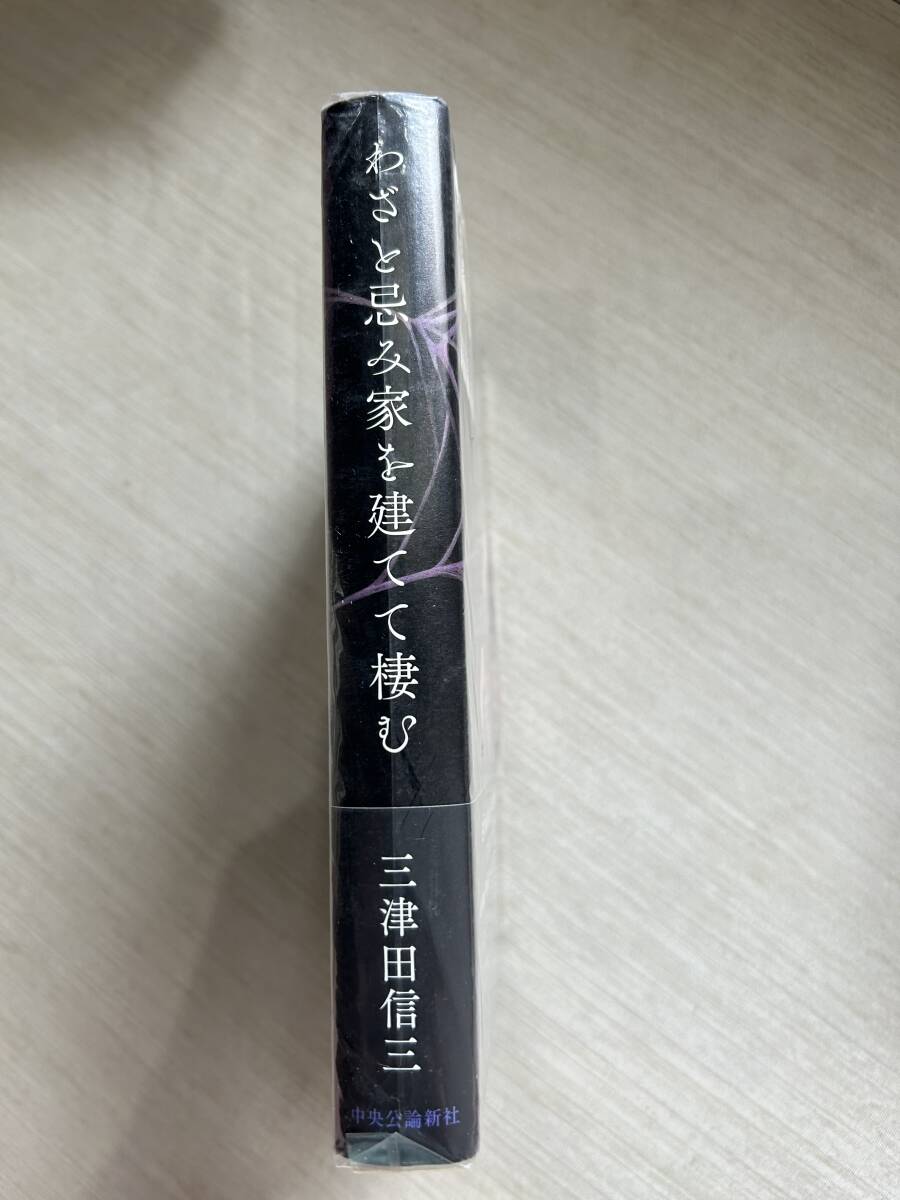 わざと忌み家を建てて棲む
三津田信三
中央公論新社